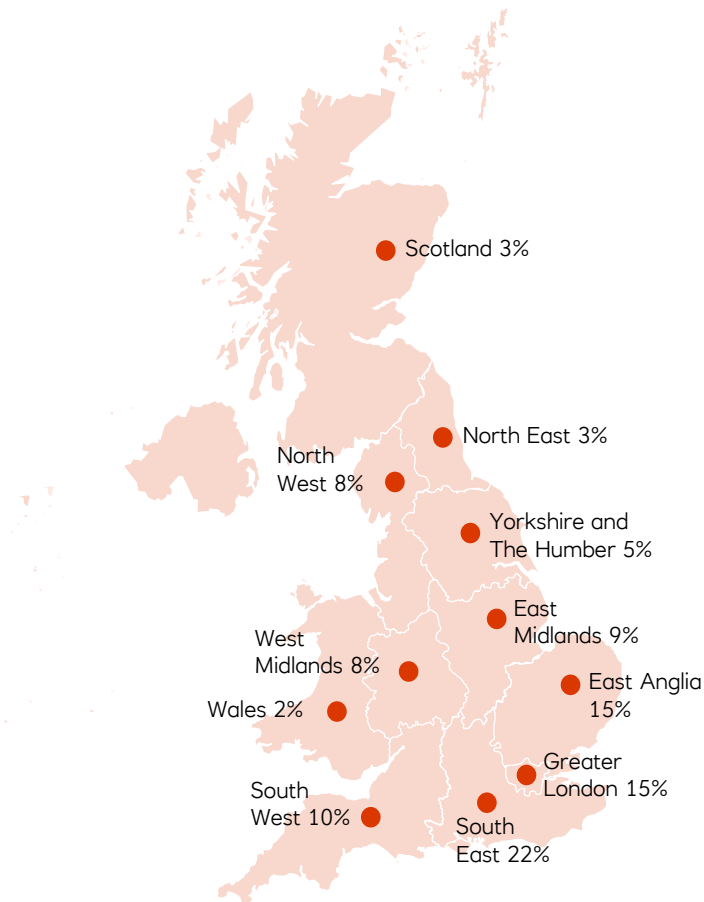 Scotland 3%
North East 3%
North
West 8%
Yorkshire and
The Humber 5%
East
Midlands 9%
West
Midlands 8%
East Anglia
15%
Wales 2%
Greater
London 15%
South
West 10%
South
East 22%